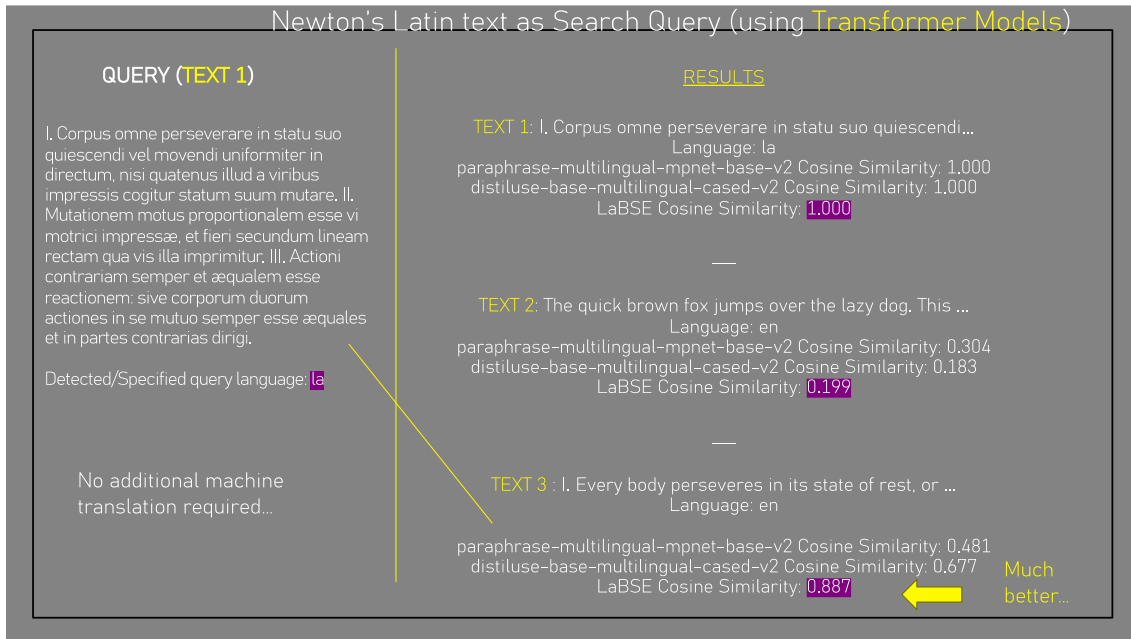 Newton's Latin text as Search Query (using Transformer Models)
QUERY (TEXT 1)
I. Corpus omne perseverare in statu suo
quiescendi vel movendi uniformiter in
directum, nisi quatenus illud a viribus
impressis cogitur statum suum mutare. II.
Mutationem motus proportionalem esse vi
motrici impressæ, et fieri secundum lineam
rectam qua vis illa imprimitur. III. Actioni
contrariam semper et æqualem esse
reactionem: sive corporum duorum
actiones in se mutuo semper esse æquales
et in partes contrarias dirigi.
Detected/Specified query language: la
No additional machine
translation required...
RESULTS
TEXT 1: I. Corpus omne perseverare in statu suo quiescendi...
Language: la
paraphrase-multilingual-mpnet-base-v2 Cosine Similarity: 1.000
distiluse-base-multilingual-cased-v2 Cosine Similarity: 1.000
LaBSE Cosine Similarity: 1.000
—
TEXT 2: The quick brown fox jumps over the lazy dog. This ...
Language: en
paraphrase-multilingual-mpnet-base-v2 Cosine Similarity: 0.304
distiluse-base-multilingual-cased-v2 Cosine Similarity: 0.183
LaBSE Cosine Similarity: 0.199
—
TEXT 3 : I. Every body perseveres in its state of rest, or ...
Language: en
paraphrase-multilingual-mpnet-base-v2 Cosine Similarity: 0.481
distiluse-base-multilingual-cased-v2 Cosine Similarity: 0.677
LaBSE Cosine Similarity: 0.887
Much
better...